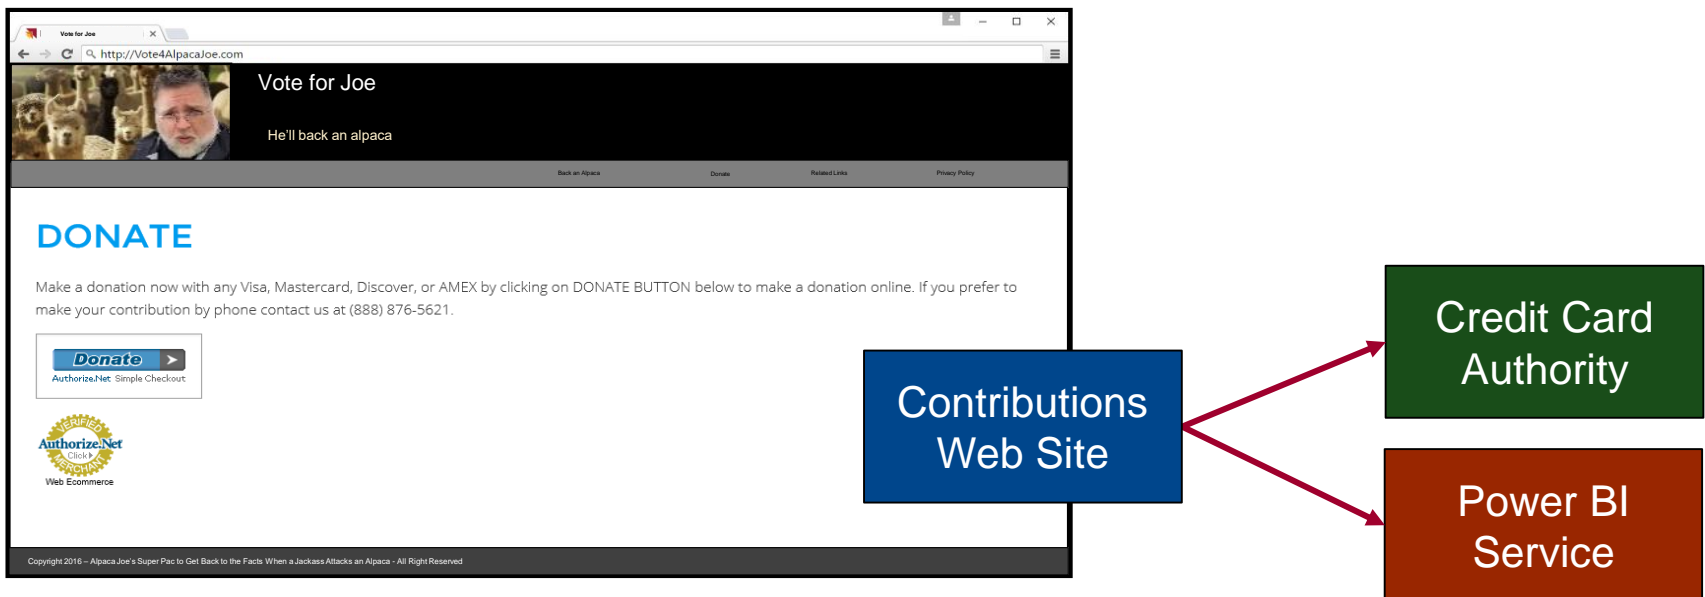 Vote for Joe
http://Vote4AlpacaJoe.com
Vote for Joe
He'll back an alpaca
Back an Alpaca
Donate
Related Links
Privacy Policy
DONATE
Make a donation now with any Visa, Mastercard, Discover, or AMEX by clicking on DONATE BUTTON below to make a donation online. If you prefer to
make your contribution by phone contact us at (888) 876-5621.
Donate
Authorize.Net Simple Checkout
VERIFIED
Authorize.Net
Click
MERCHANT
Web Ecommerce
Copyright 2016 – Alpaca Joe's Super Pac to Get Back to the Facts When a Jackass Attacks an Alpaca - All Right Reserved
Contributions
Web Site
Credit Card
Authority
Power BI
Service